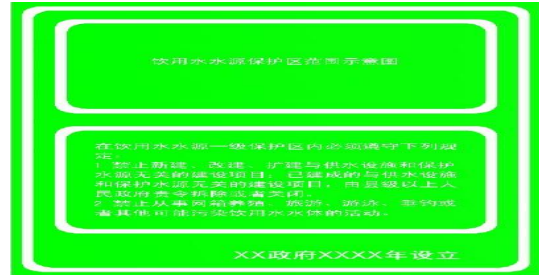 饮用水水源保护区范围示意图
在饮用水水源一级保护区内必须遵守下列规
定：
1 禁止新建、改建、扩建与供水设施和保护
水源无关的建设项目；已建成的与供水设施
和保护水源无关的建设项目，由县级以上人
民政府责令拆除或者关闭。
2 禁止从事网箱养殖、旅游、游泳、垂钓或
者其他可能污染饮用水水体的活动。
XX政府XXXX年设立